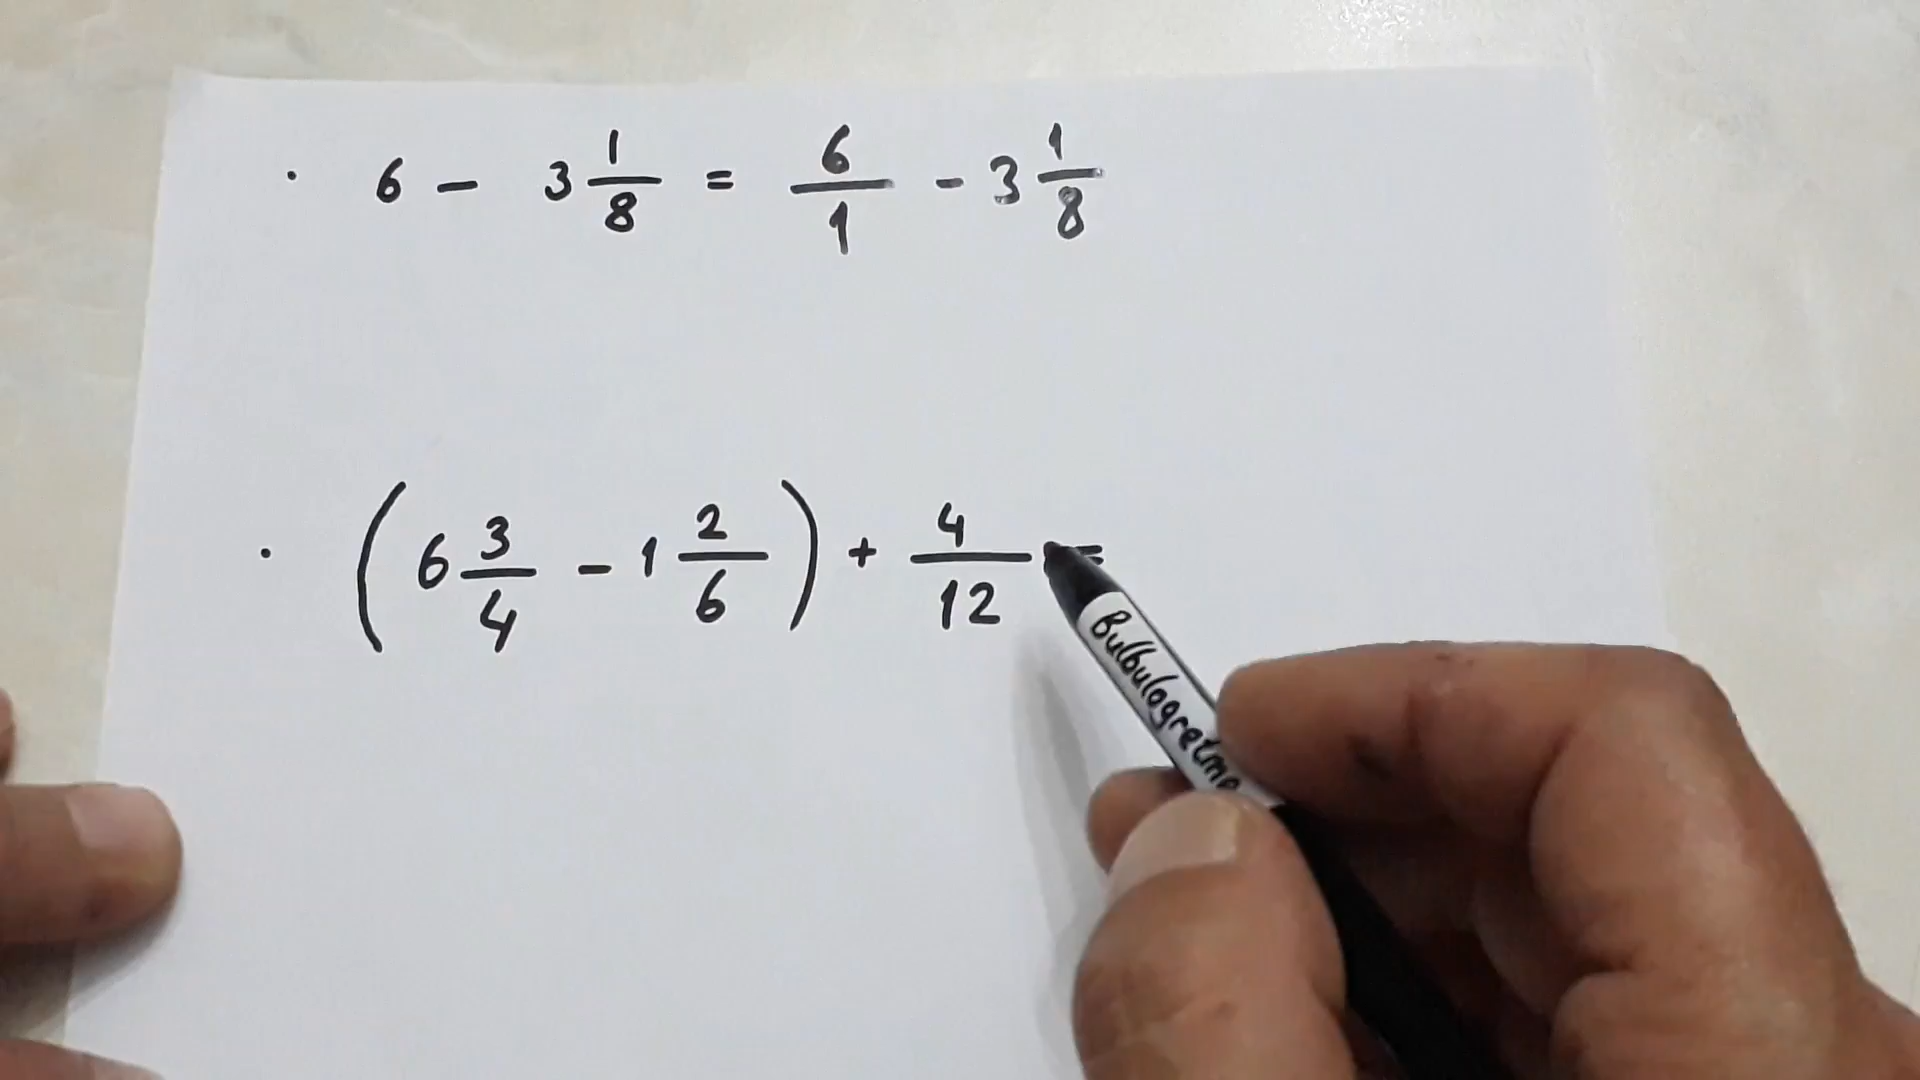 · 6 - 3 1/8 = 6/1 - 3 1/8
· (6 3/4 - 1 2/6) + 4/12 =
Bulbulogretme